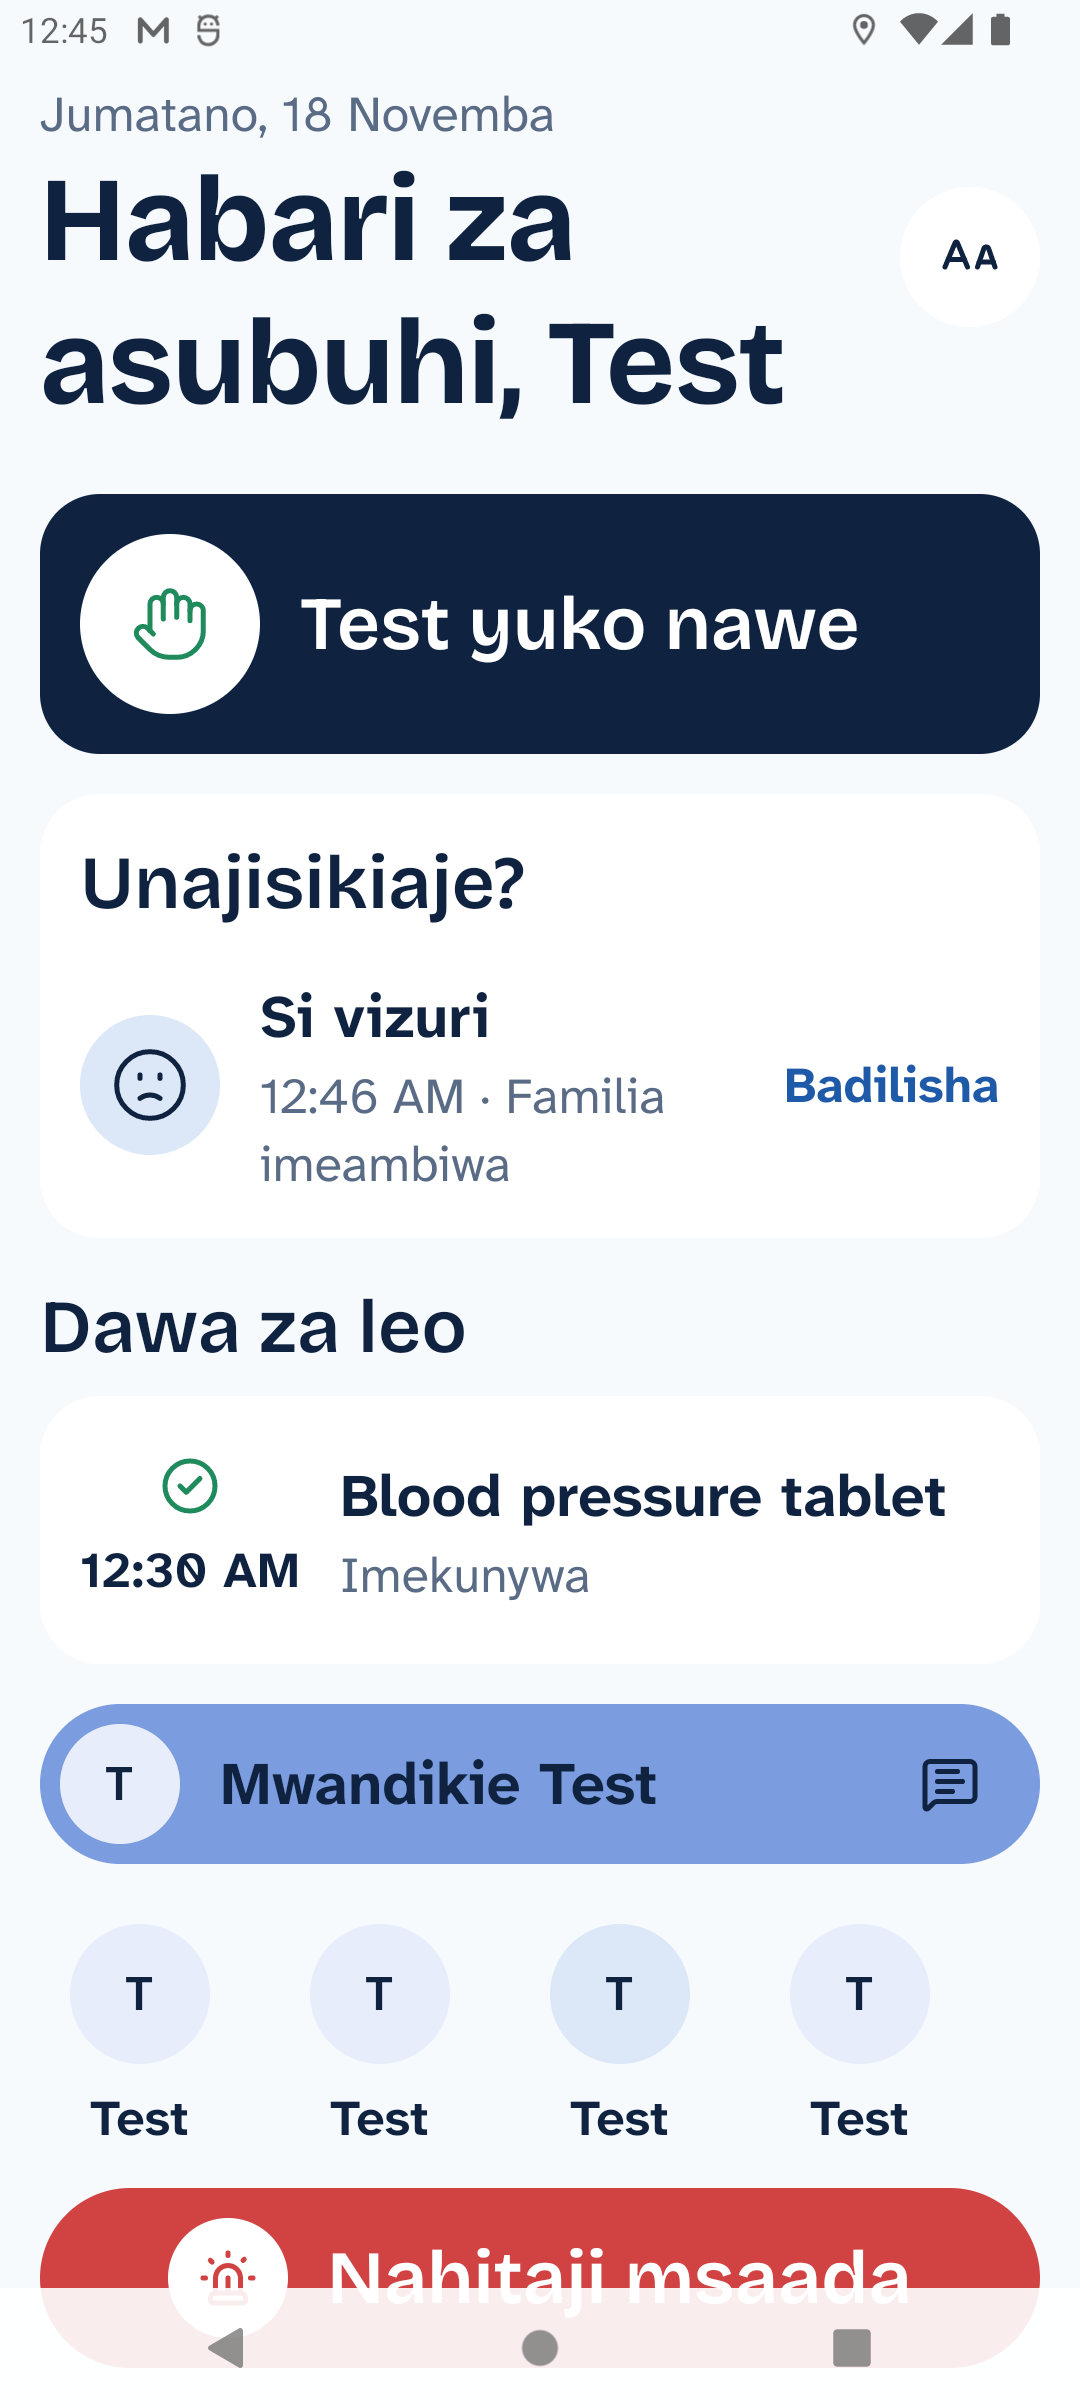 12:45
Jumatano, 18 Novemba
Habari za
asubuhi, Test
AA
Test yuko nawe
Unajisikiaje?
Si vizuri
12:46 AM · Familia
imeambiwa
Badilisha
Dawa za leo
12:30 AM
Blood pressure tablet
Imekunywa
T
Mwandikie Test
T
T
T
T
Test
Test
Test
Test
Nahitaji msaada